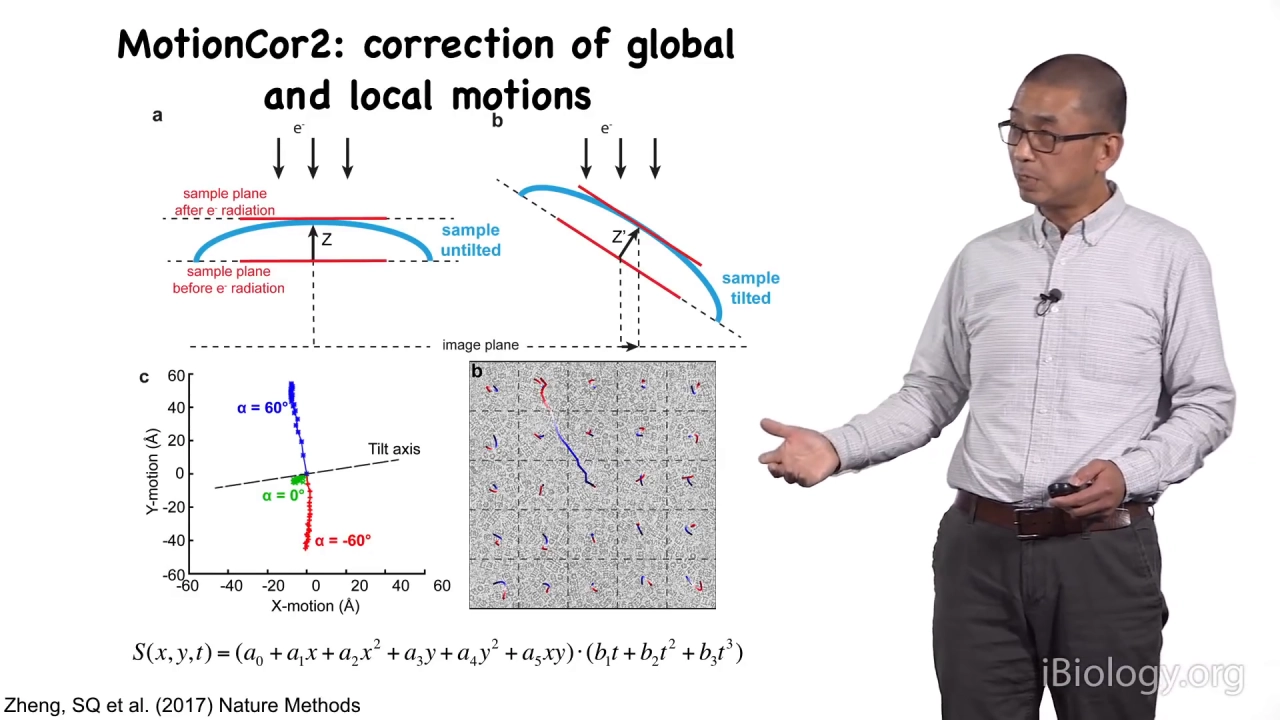 MotionCor2: correction of global
and local motions
a
e-
sample plane
after e- radiation
Z
sample
untilted
sample plane
before e- radiation
b
e-
Z'
sample
tilted
image plane
c
60
40
20
0
-20
-40
-60
-60
-40
-20
0
20
40
60
Y-motion (Å)
X-motion (Å)
α = 60°
Tilt axis
α = 0°
α = -60°
b
S(x,y,t) = (a₀ + a₁x + a₂x² + a₃y + a₄y² + a₅xy)·(b₁t + b₂t² + b₃t³)
iBiology.org
Zheng, SQ et al. (2017) Nature Methods